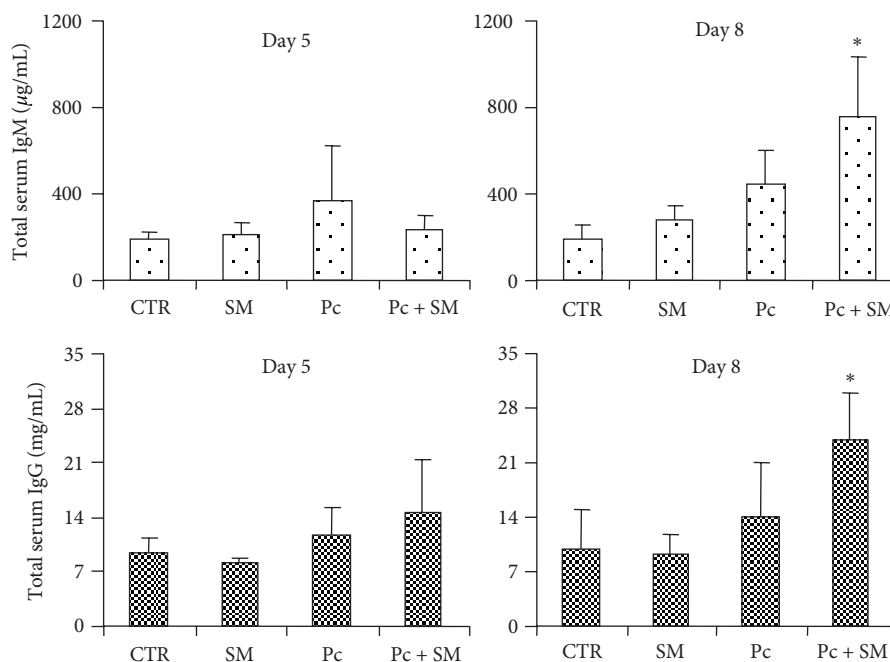 Total serum IgM (µg/mL)
1200
800
400
0
Day 5
CTR SM Pc Pc + SM
1200
800
400
0
Day 8
*
CTR SM Pc Pc + SM
Total serum IgG (mg/mL)
35
28
21
14
7
0
Day 5
CTR SM Pc Pc + SM
35
28
21
14
7
0
Day 8
*
CTR SM Pc Pc + SM